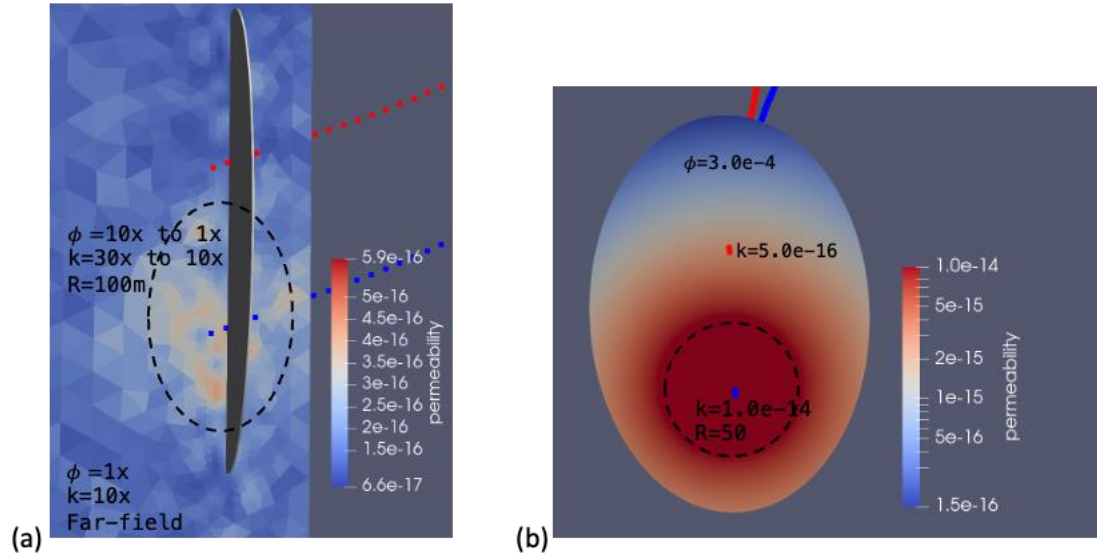 ϕ=10x to 1x
k=30x to 10x
R=100m
5.9e-16
5e-16
4.5e-16
4e-16
3.5e-16
3e-16
2.5e-16
2e-16
1.5e-16
6.6e-17
permeability
ϕ=1x
k=10x
Far-field
(a)
ϕ=3.0e-4
k=5.0e-16
k=1.0e-14
R=50
1.0e-14
5e-15
2e-15
1e-15
5e-16
1.5e-16
permeability
(b)